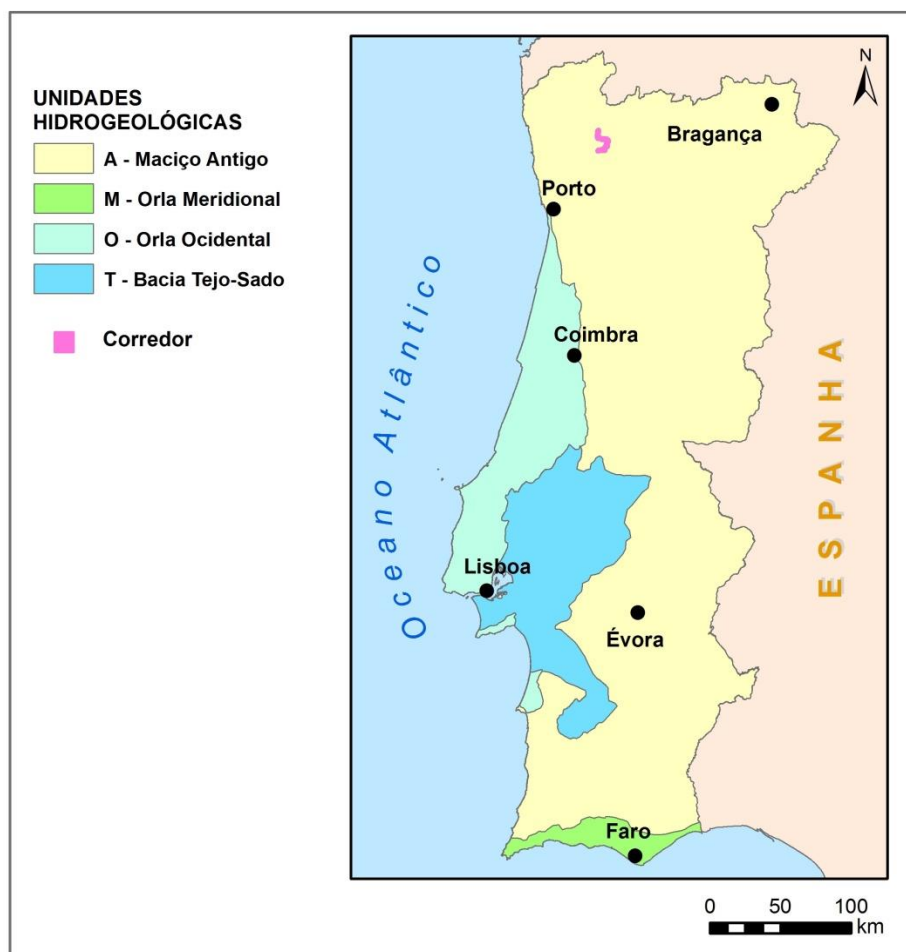 UNIDADES
HIDROGEOLÓGICAS
A - Maciço Antigo
M - Orla Meridional
O - Orla Ocidental
T - Bacia Tejo-Sado
Corredor
N
Bragança
Porto
Coimbra
Oceano Atlântico
ESPANHA
Lisboa
Évora
Faro
0 50 100
km